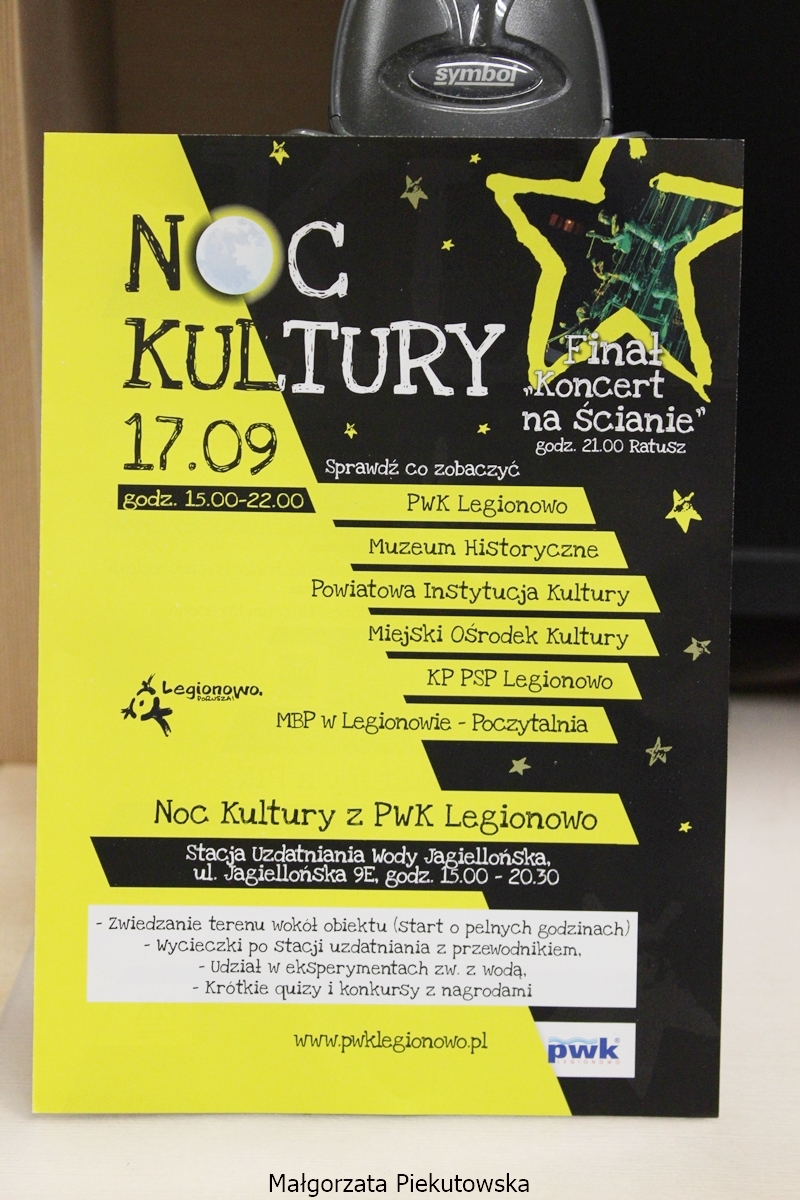 symbol
NOC
KULTURY
17.09
godz. 15.00-22.00
Finał
„Koncert
na ścianie”
godz. 21.00 Ratusz
Sprawdź co zobaczyć
PWK Legionowo
Muzeum Historyczne
Powiatowa Instytucja Kultury
Miejski Ośrodek Kultury
KP PSP Legionowo
MBP w Legionowie - Poczytalnia
Legionowo.
PORUSZA!
Noc Kultury z PWK Legionowo
Stacja Uzdatniania Wody Jagiellońska,
ul. Jagiellońska 9E, godz. 15.00 - 20.30
- Zwiedzanie terenu wokół obiektu (start o pełnych godzinach)
- Wycieczki po stacji uzdatniania z przewodnikiem,
- Udział w eksperymentach zw. z wodą,
- Krótkie quizy i konkursy z nagrodami
www.pwklegionowo.pl
pwk®
LEGIONOWO
Małgorzata Piekutowska